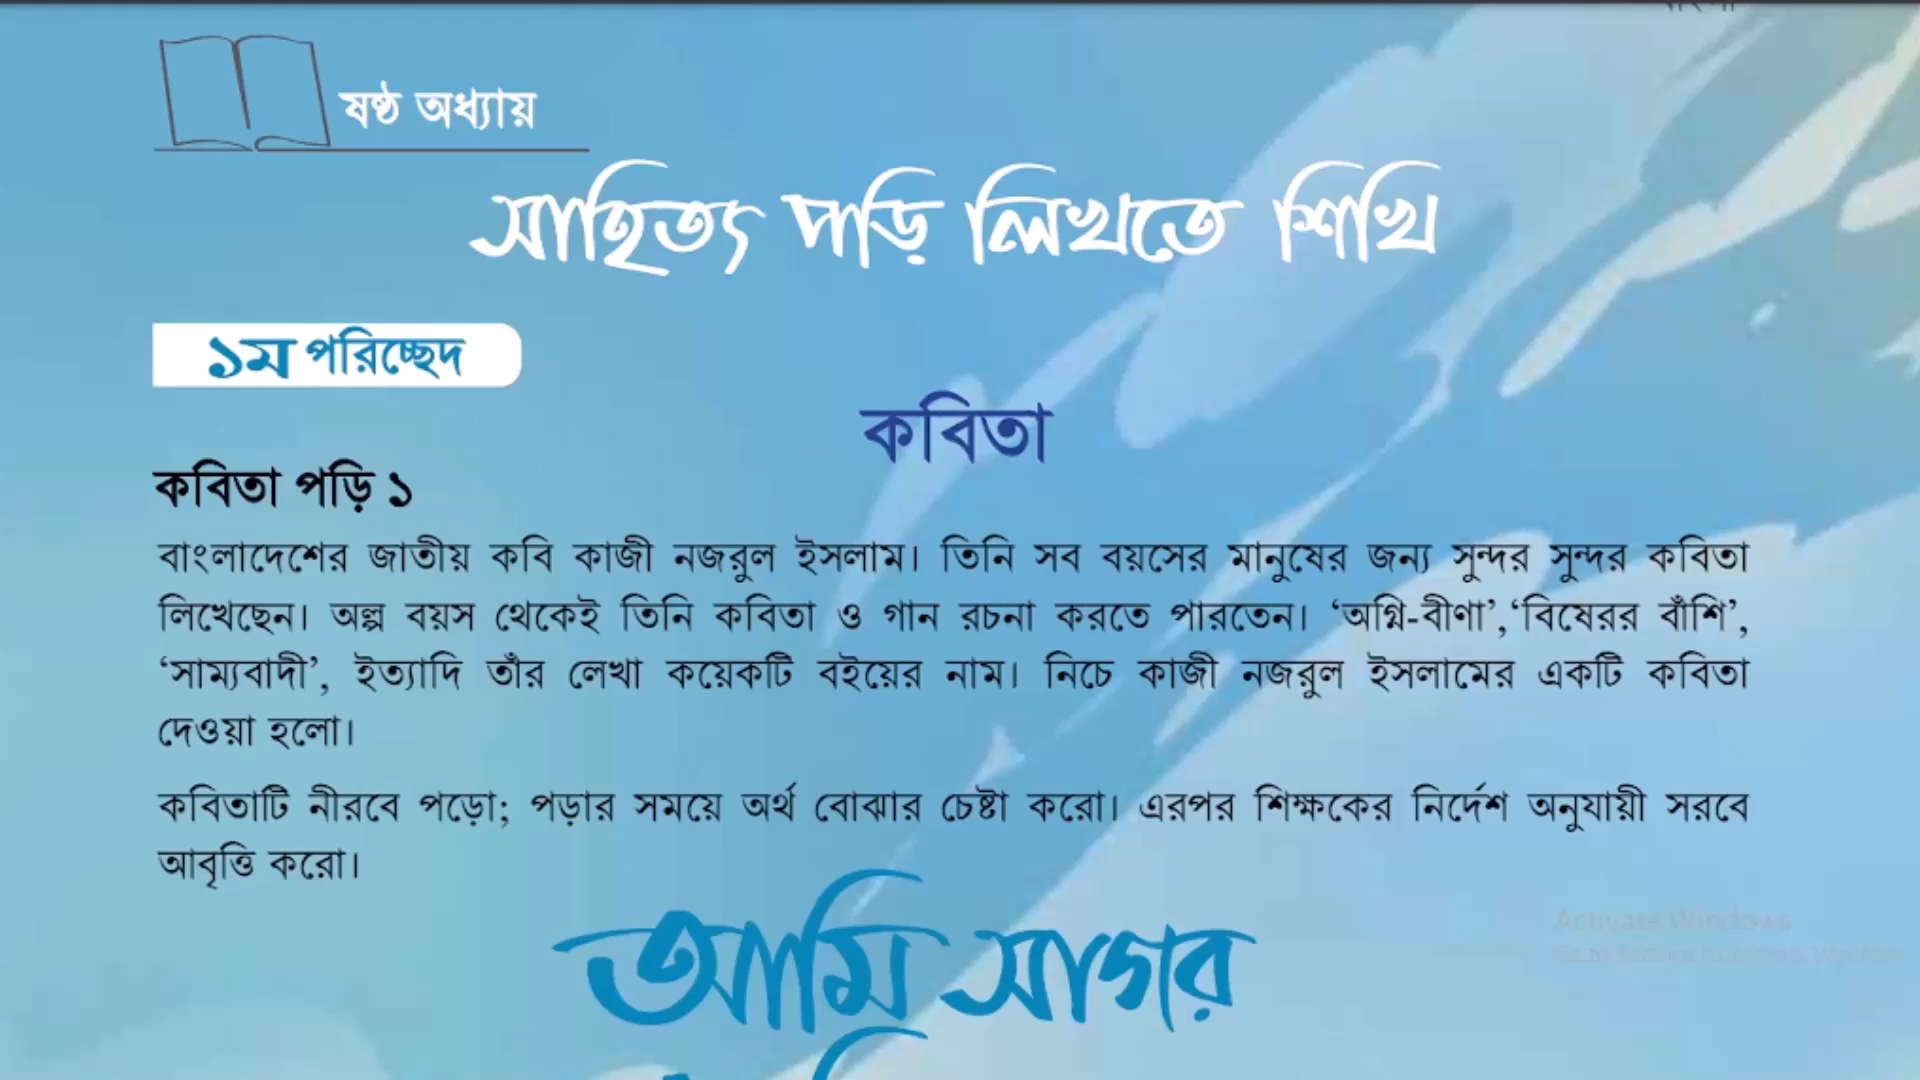 ষষ্ঠ অধ্যায়
সাহিত্য পড়ি লিখতে শিখি
১ম পরিচ্ছেদ
কবিতা
কবিতা পড়ি ১
বাংলাদেশের জাতীয় কবি কাজী নজরুল ইসলাম। তিনি সব বয়সের মানুষের জন্য সুন্দর সুন্দর কবিতা
লিখেছেন। অল্প বয়স থেকেই তিনি কবিতা ও গান রচনা করতে পারতেন। ‘অগ্নি-বীণা’,‘বিষেরর বাঁশি’,
‘সাম্যবাদী’, ইত্যাদি তাঁর লেখা কয়েকটি বইয়ের নাম। নিচে কাজী নজরুল ইসলামের একটি কবিতা
দেওয়া হলো।
কবিতাটি নীরবে পড়ো; পড়ার সময়ে অর্থ বোঝার চেষ্টা করো। এরপর শিক্ষকের নির্দেশ অনুযায়ী সরবে
আবৃত্তি করো।
আমি সাগর
Activate Windows